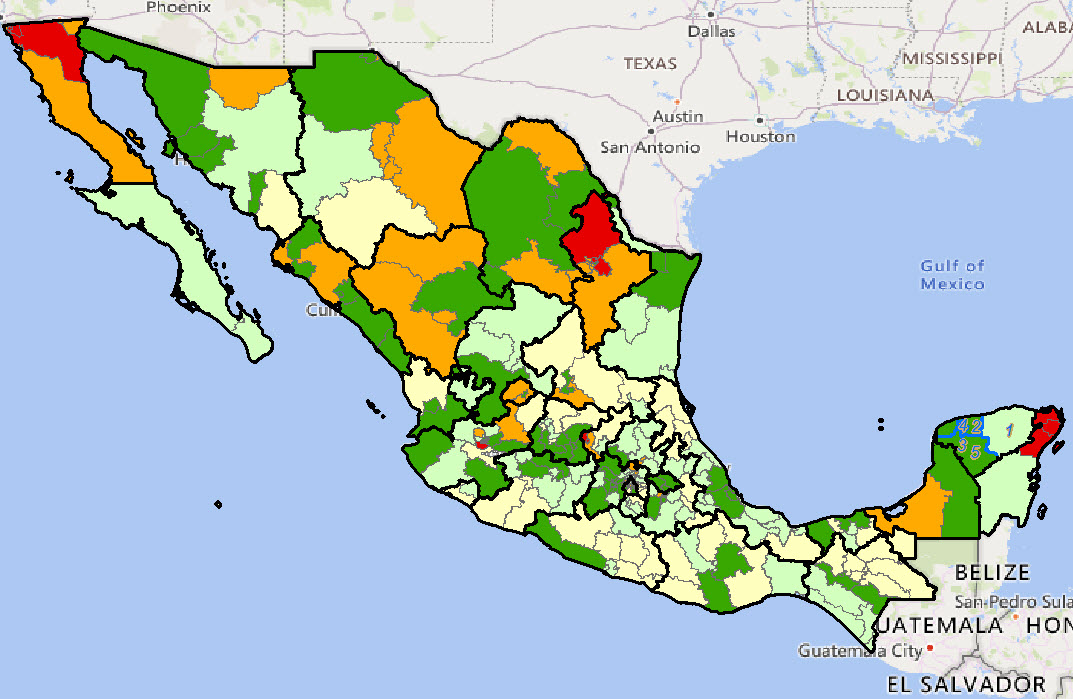 Phoenix
Dallas
ALABA
TEXAS
MISSISSIPPI
LOUISIANA
Austin
Houston
San Antonio
H
Gulf of
Mexico
Cul
4 2
1
3
5
BELIZE
San Pedro Sula
UATEMALA
HON
Guatemala City
EL SALVADOR